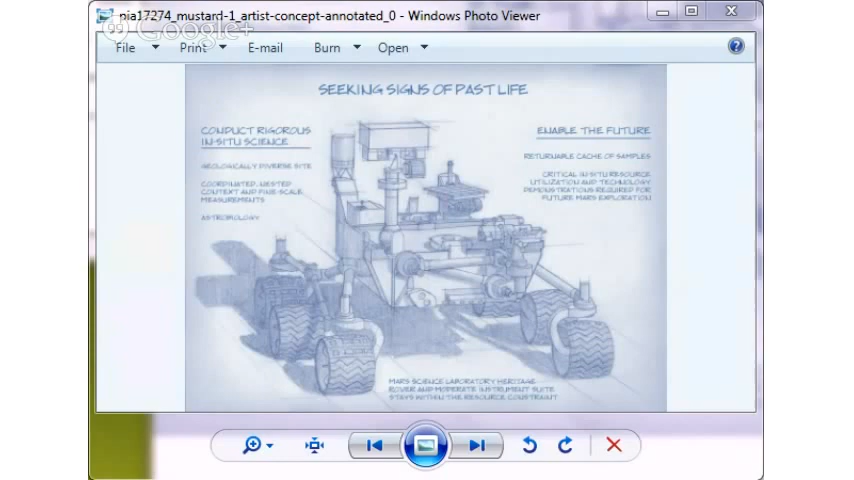 pia17274_mustard-1_artist-concept-annotated_0 - Windows Photo Viewer
Google+
File Print E-mail Burn Open
SEEKING SIGNS OF PAST LIFE
CONDUCT RIGOROUS
IN-SITU SCIENCE
GEOLOGICALLY DIVERSE SITE
COORDINATED, NESTED
CONTEXT AND FINE-SCALE
MEASUREMENTS
ASTROBIOLOGY
ENABLE THE FUTURE
RETURNABLE CACHE OF SAMPLES
CRITICAL IN-SITU RESOURCE
UTILIZATION AND TECHNOLOGY
DEMONSTRATIONS REQUIRED FOR
FUTURE MARS EXPLORATION
MARS SCIENCE LABORATORY HERITAGE
ROVER AND MODERATE INSTRUMENT SUITE
STAYS WITHIN THE RESOURCE CONSTRAINT